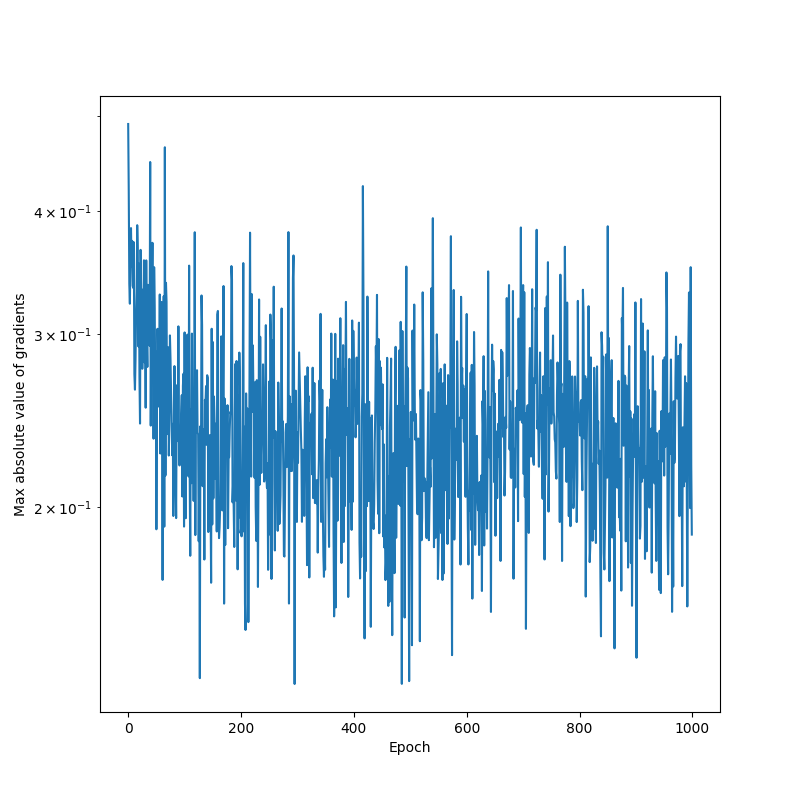 Max absolute value of gradients
4 × 10⁻¹
3 × 10⁻¹
2 × 10⁻¹
0 200 400 600 800 1000
Epoch